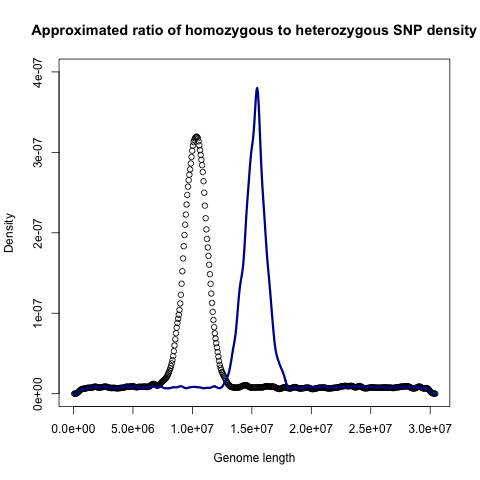 Approximated ratio of homozygous to heterozygous SNP density
4e-07
3e-07
2e-07
1e-07
0e+00
Density
0.0e+00 5.0e+06 1.0e+07 1.5e+07 2.0e+07 2.5e+07 3.0e+07
Genome length